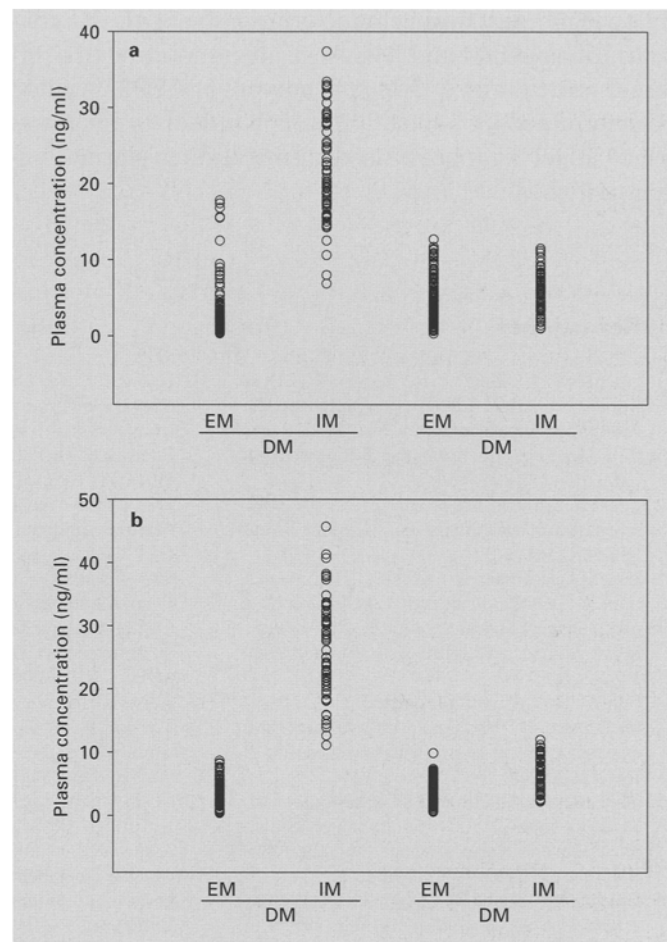 40
a
30
20
10
0
Plasma concentration (ng/ml)
EM IM EM IM
DM DM
50
b
40
30
20
10
0
Plasma concentration (ng/ml)
EM IM EM IM
DM DM